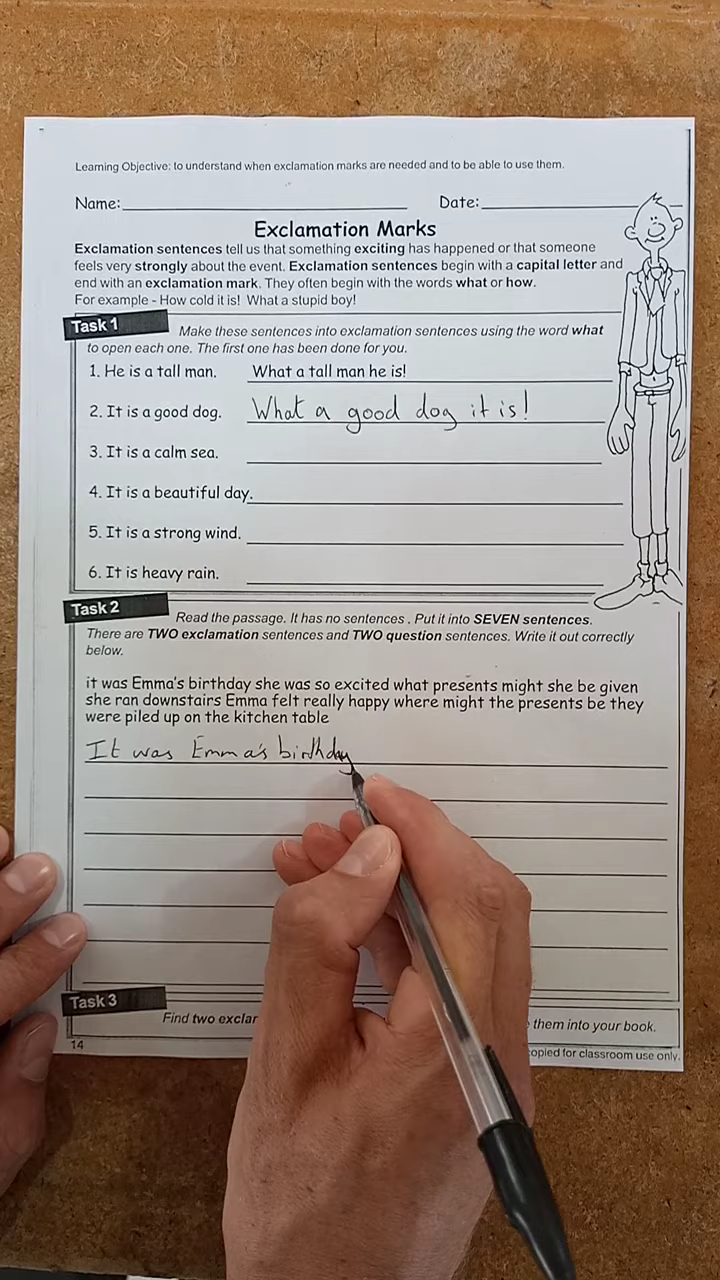 Learning Objective: to understand when exclamation marks are needed and to be able to use them.
Name: Date:
Exclamation Marks
Exclamation sentences tell us that something exciting has happened or that someone
feels very strongly about the event. Exclamation sentences begin with a capital letter and
end with an exclamation mark. They often begin with the words what or how.
For example - How cold it is! What a stupid boy!
Task 1 Make these sentences into exclamation sentences using the word what
to open each one. The first one has been done for you.
1. He is a tall man. What a tall man he is!
2. It is a good dog. What a good dog it is!
3. It is a calm sea.
4. It is a beautiful day.
5. It is a strong wind.
6. It is heavy rain.
Task 2 Read the passage. It has no sentences . Put it into SEVEN sentences.
There are TWO exclamation sentences and TWO question sentences. Write it out correctly
below.
it was Emma's birthday she was so excited what presents might she be given
she ran downstairs Emma felt really happy where might the presents be they
were piled up on the kitchen table
It was Emma's birthday
Task 3 Find two them into your book.
14 for classroom use only.